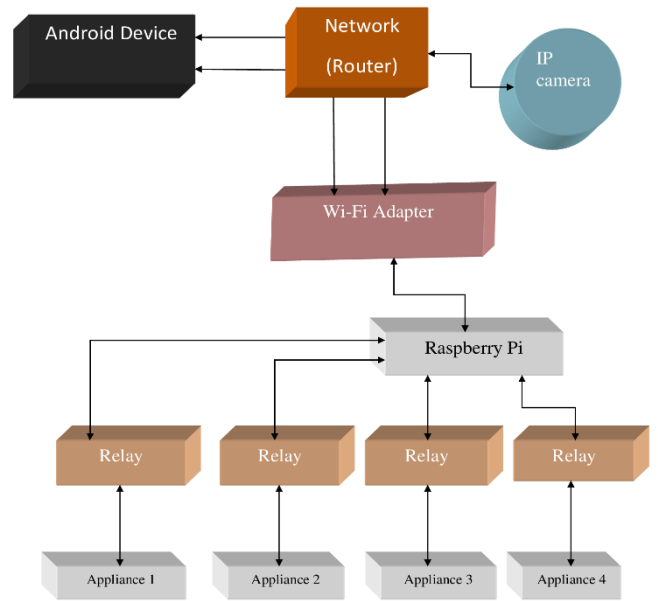 Android Device
Network
(Router)
IP
camera
Wi-Fi Adapter
Raspberry Pi
Relay
Relay
Relay
Relay
Appliance 1
Appliance 2
Appliance 3
Appliance 4